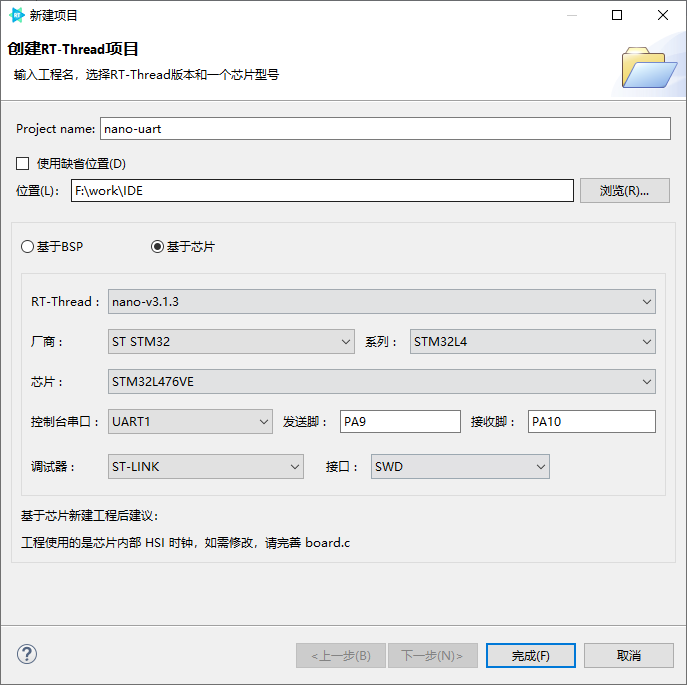 新建项目
创建RT-Thread项目
输入工程名，选择RT-Thread版本和一个芯片型号
Project name: nano-uart
使用缺省位置(D)
位置(L)： F:\work\IDE 浏览(R)...
基于BSP 基于芯片
RT-Thread： nano-v3.1.3
厂商： ST STM32 系列： STM32L4
芯片： STM32L476VE
控制台串口： UART1 发送脚： PA9 接收脚： PA10
调试器： ST-LINK 接口： SWD
基于芯片新建工程后建议：
工程使用的是芯片内部 HSI 时钟，如需修改，请完善 board.c
<上一步(B) 下一步(N)> 完成(F) 取消